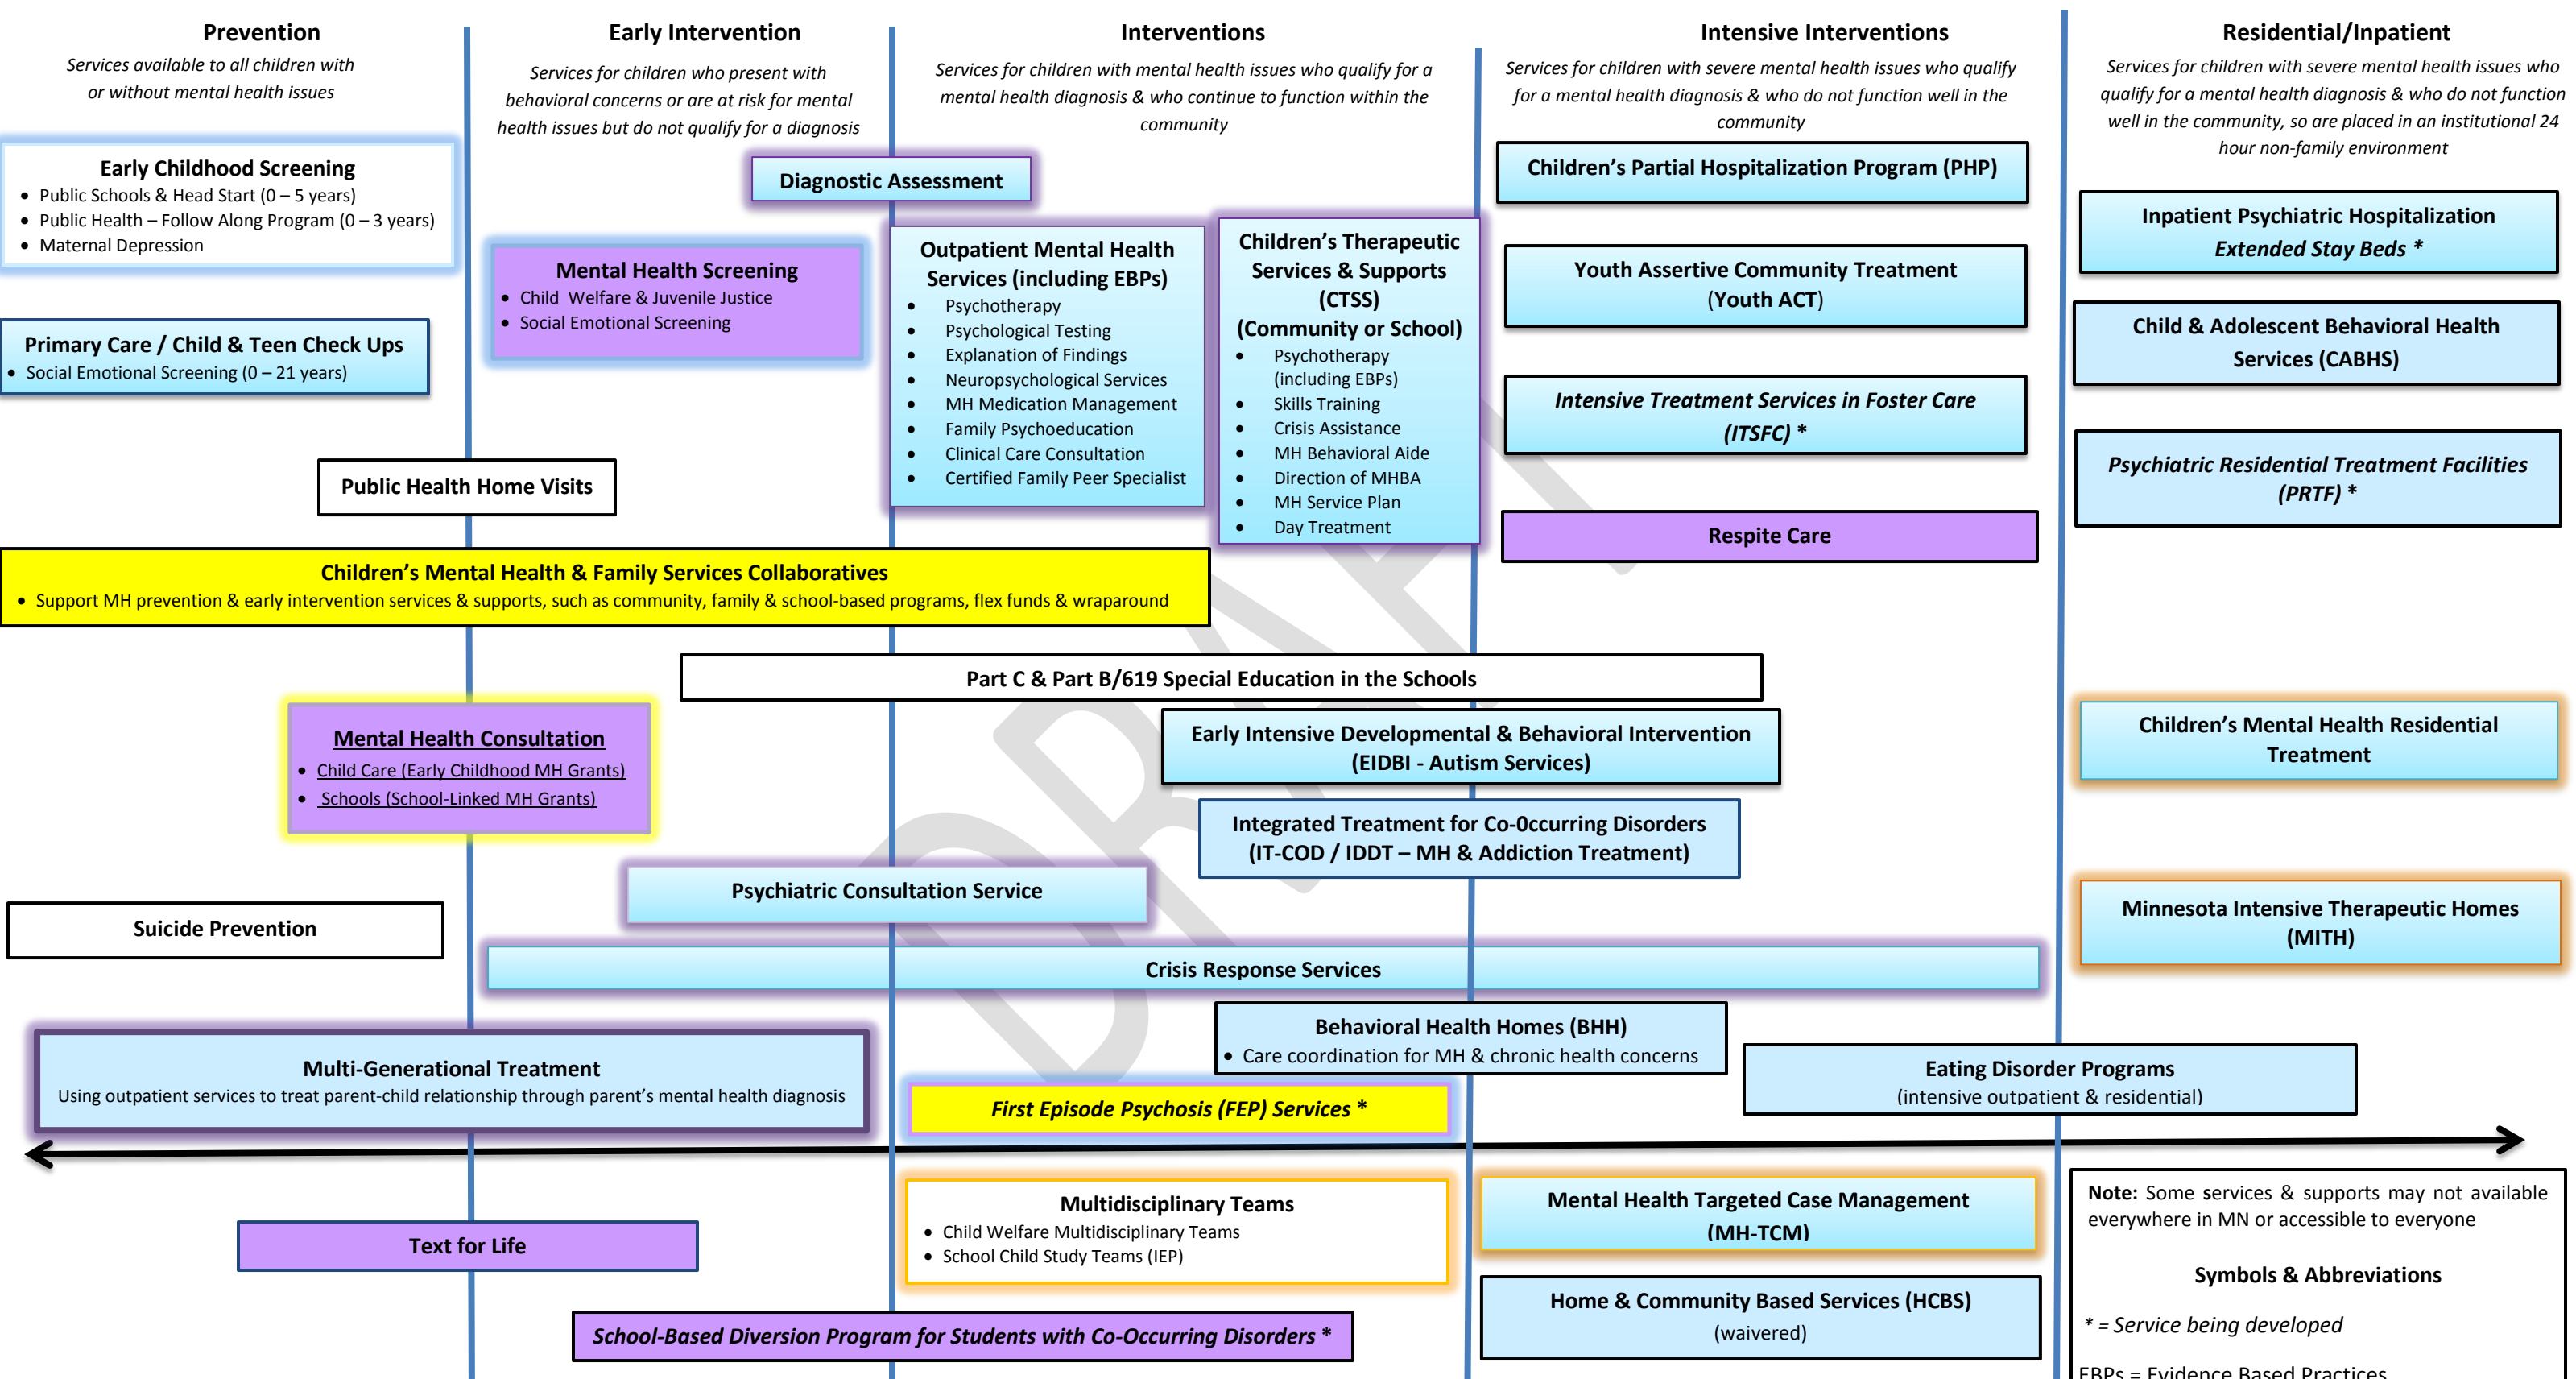 Prevention
Services available to all children with
or without mental health issues
Early Intervention
Services for children who present with
behavioral concerns or are at risk for mental
health issues but do not qualify for a diagnosis
Interventions
Services for children with mental health issues who qualify for a
mental health diagnosis & who continue to function within the
community
Intensive Interventions
Services for children with severe mental health issues who qualify
for a mental health diagnosis & who do not function well in the
community
Residential/Inpatient
Services for children with severe mental health issues who
qualify for a mental health diagnosis & who do not function
well in the community, so are placed in an institutional 24
hour non-family environment
Early Childhood Screening
• Public Schools & Head Start (0 – 5 years)
• Public Health – Follow Along Program (0 – 3 years)
• Maternal Depression
Diagnostic Assessment
Children's Partial Hospitalization Program (PHP)
Inpatient Psychiatric Hospitalization
Extended Stay Beds *
Mental Health Screening
• Child Welfare & Juvenile Justice
• Social Emotional Screening
Outpatient Mental Health
Services (including EBPs)
• Psychotherapy
• Psychological Testing
• Explanation of Findings
• Neuropsychological Services
• MH Medication Management
• Family Psychoeducation
• Clinical Care Consultation
• Certified Family Peer Specialist
Children's Therapeutic
Services & Supports
(CTSS)
(Community or School)
• Psychotherapy
(including EBPs)
• Skills Training
• Crisis Assistance
• MH Behavioral Aide
• Direction of MHBA
• MH Service Plan
• Day Treatment
Youth Assertive Community Treatment
(Youth ACT)
Child & Adolescent Behavioral Health
Services (CABHS)
Primary Care / Child & Teen Check Ups
• Social Emotional Screening (0 – 21 years)
Intensive Treatment Services in Foster Care
(ITSFC) *
Psychiatric Residential Treatment Facilities
(PRTF) *
Public Health Home Visits
Respite Care
Children's Mental Health & Family Services Collaboratives
• Support MH prevention & early intervention services & supports, such as community, family & school-based programs, flex funds & wraparound
Part C & Part B/619 Special Education in the Schools
Mental Health Consultation
• Child Care (Early Childhood MH Grants)
• Schools (School-Linked MH Grants)
Early Intensive Developmental & Behavioral Intervention
(EIDBI - Autism Services)
Children's Mental Health Residential
Treatment
Integrated Treatment for Co-0ccurring Disorders
(IT-COD / IDDT – MH & Addiction Treatment)
Psychiatric Consultation Service
Suicide Prevention
Minnesota Intensive Therapeutic Homes
(MITH)
Crisis Response Services
Behavioral Health Homes (BHH)
• Care coordination for MH & chronic health concerns
Multi-Generational Treatment
Using outpatient services to treat parent-child relationship through parent's mental health diagnosis
Eating Disorder Programs
(intensive outpatient & residential)
First Episode Psychosis (FEP) Services *
Multidisciplinary Teams
• Child Welfare Multidisciplinary Teams
• School Child Study Teams (IEP)
Mental Health Targeted Case Management
(MH-TCM)
Text for Life
Home & Community Based Services (HCBS)
(waivered)
School-Based Diversion Program for Students with Co-Occurring Disorders *
Note: Some services & supports may not available
everywhere in MN or accessible to everyone
Symbols & Abbreviations
* = Service being developed
EBPs = Evidence Based Practices
DRAFT